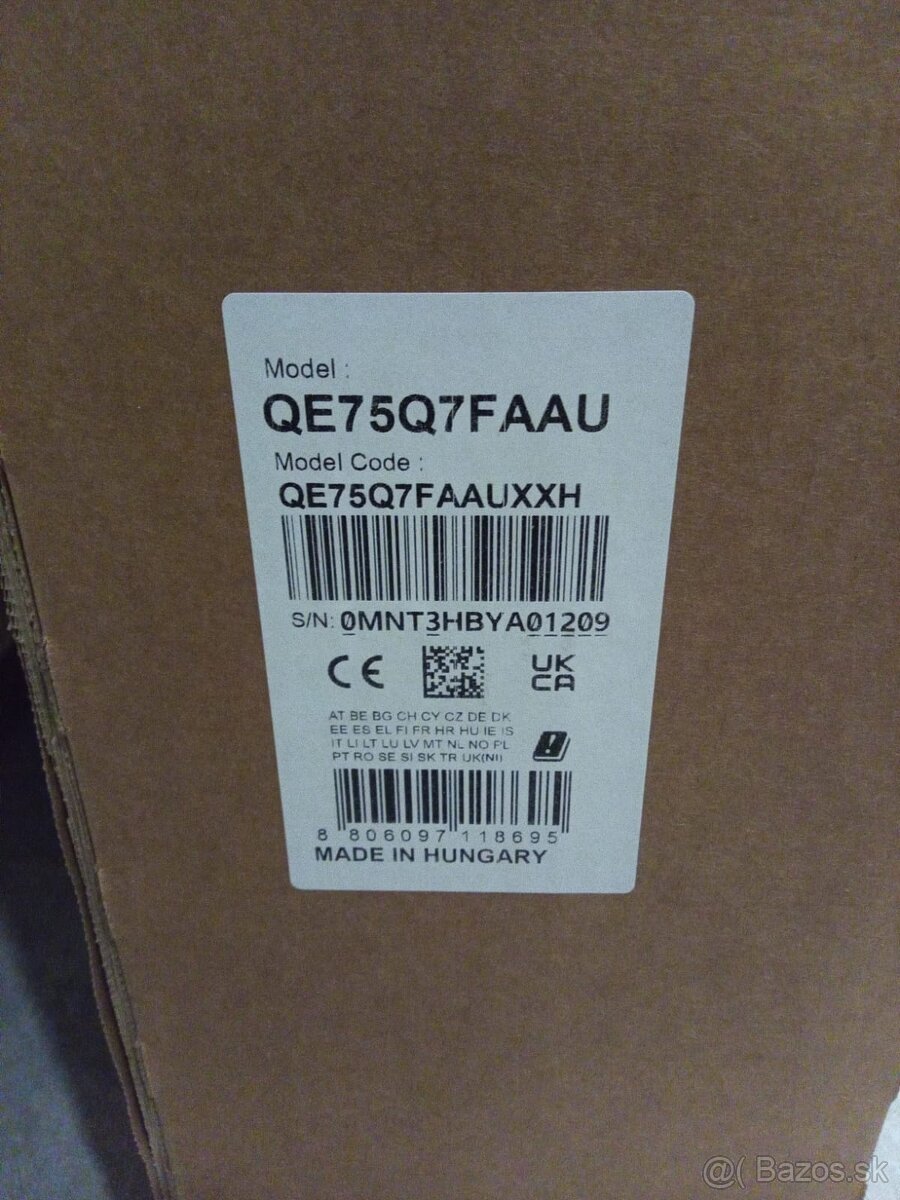 Model :
QE75Q7FAAU
Model Code :
QE75Q7FAAUXXH
S/N: 0MNT3HBYA01209
CE
UK
CA
AT BE BG CH CY CZ DE DK
EE ES EL FI FR HR HU IE IS
IT LI LT LU LV MT NL NO PL
PT RO SE SI SK TR UK(NI)
8 806097 118695
MADE IN HUNGARY
@( Bazos.sk